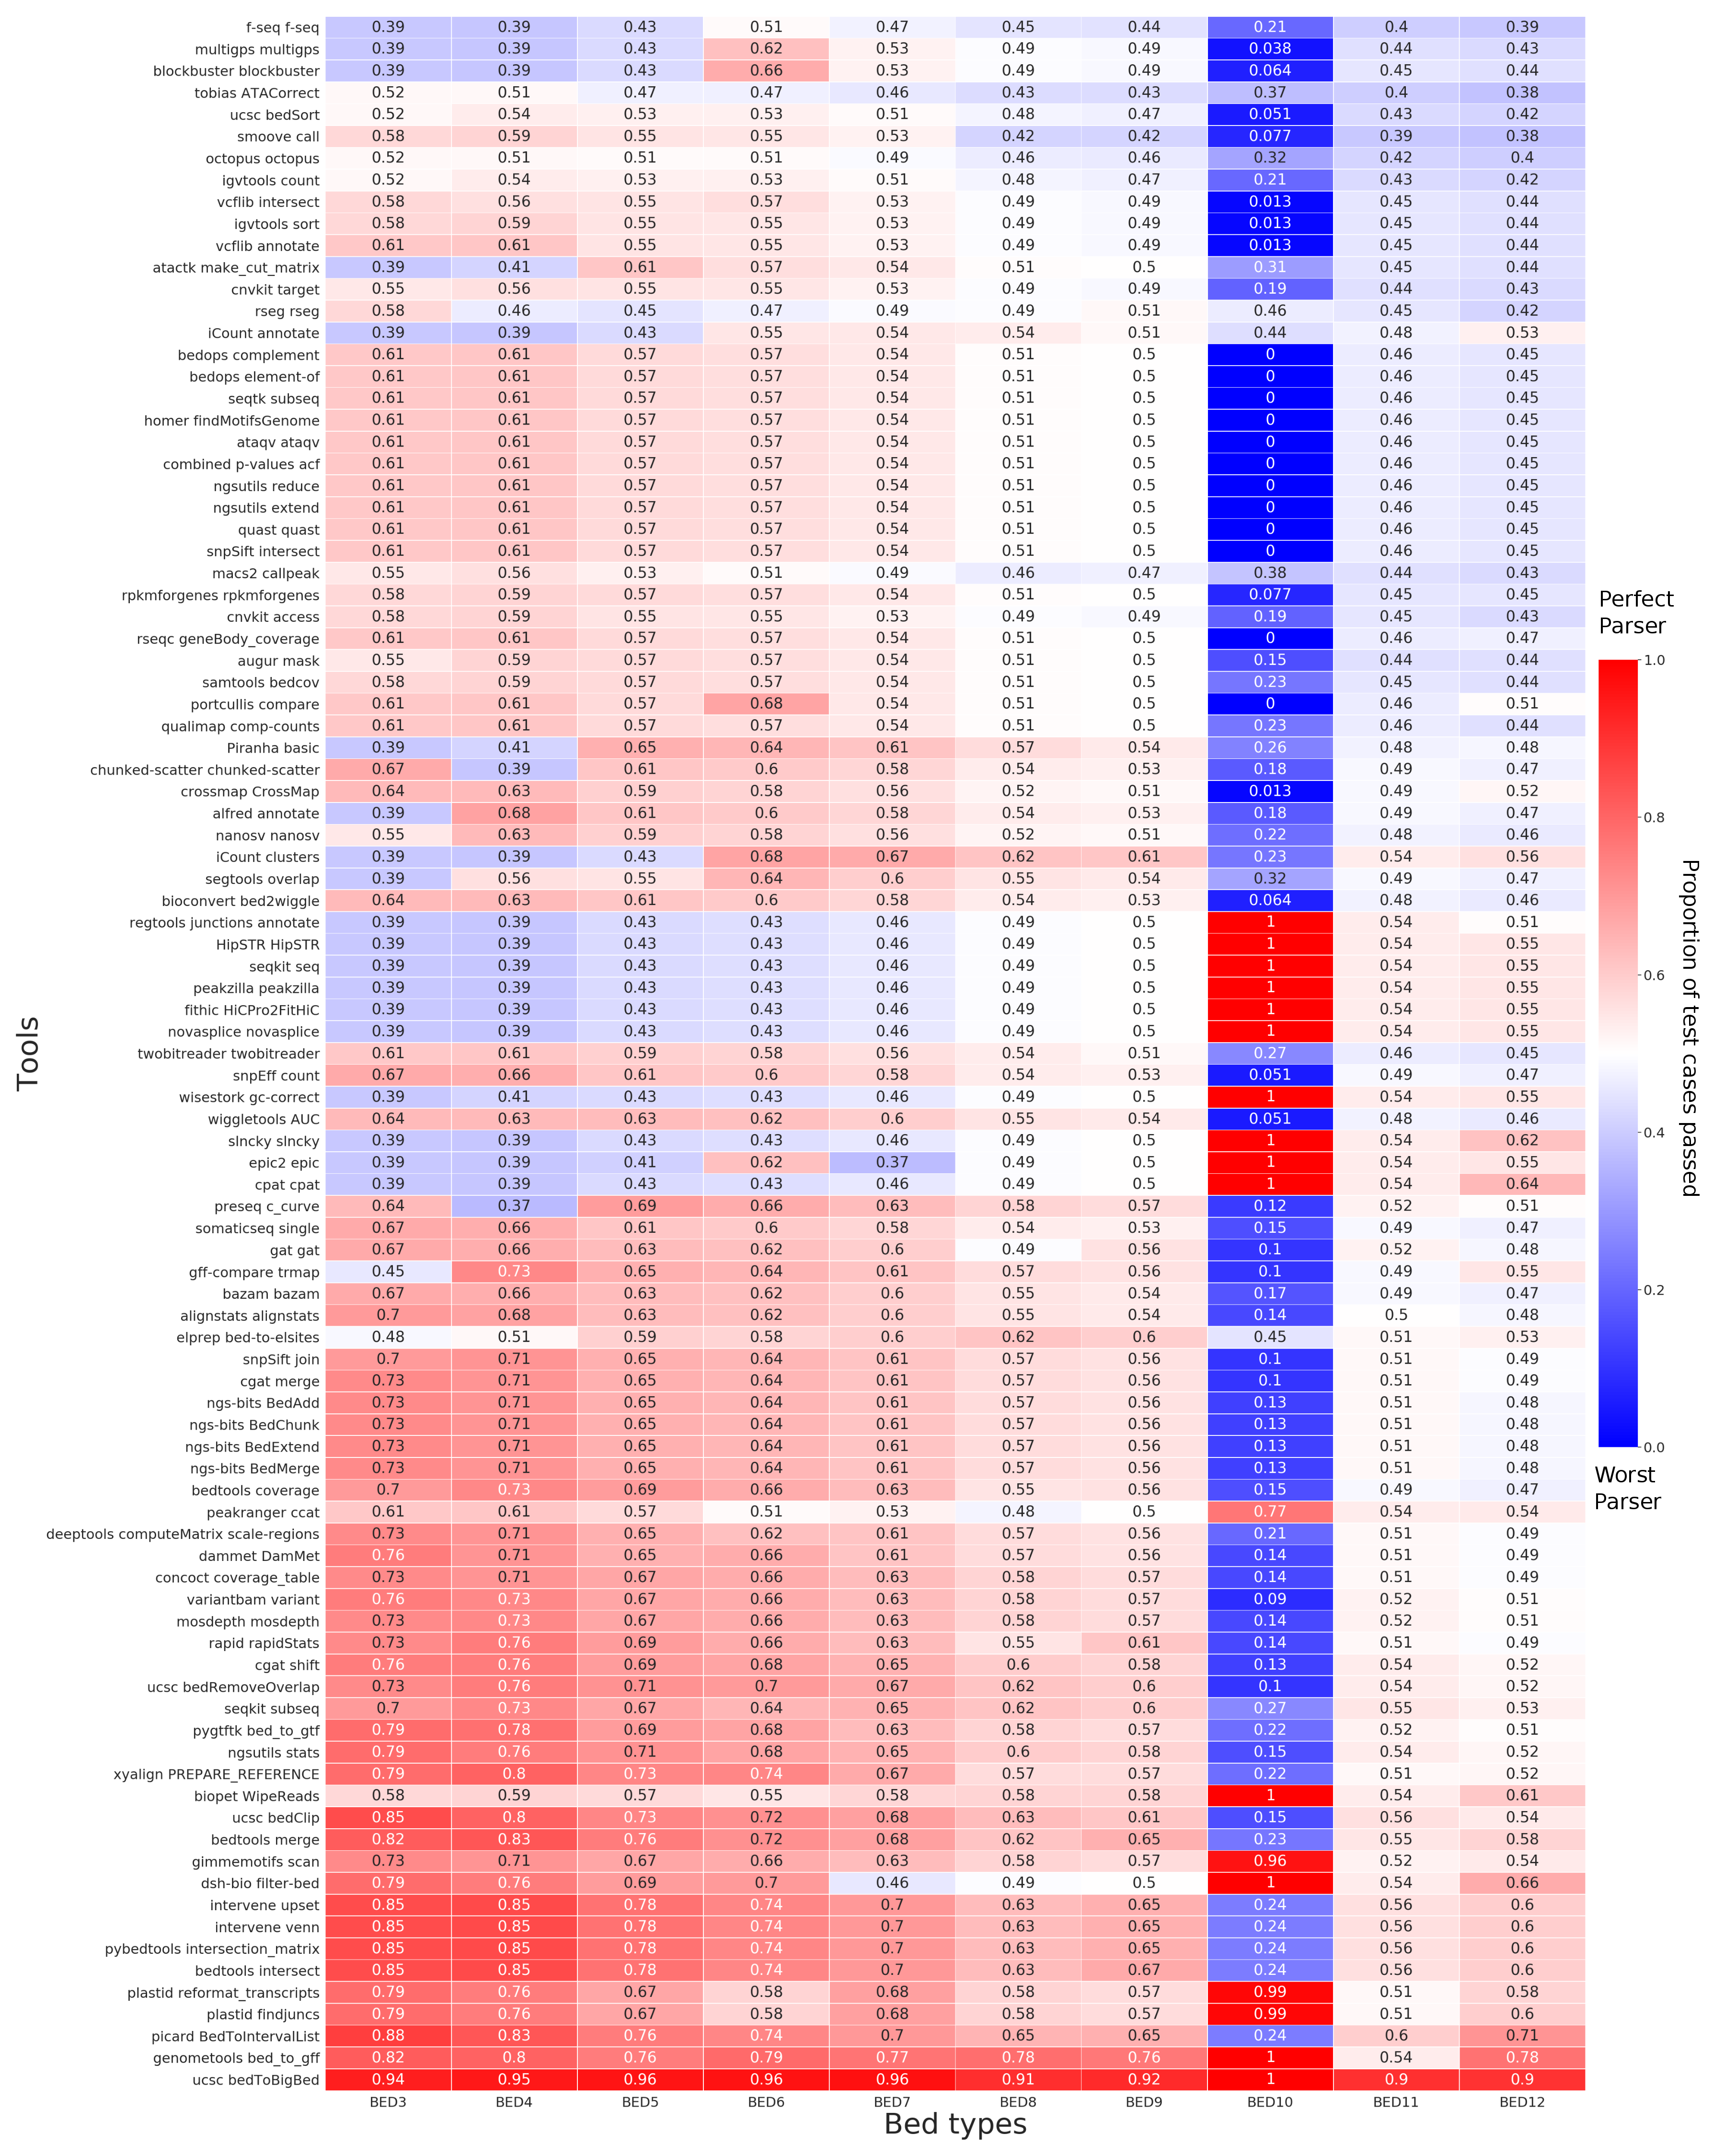 f-seq f-seq 0.39 0.39 0.43 0.51 0.47 0.45 0.44 0.21 0.4 0.39
multigps multigps 0.39 0.39 0.43 0.62 0.53 0.49 0.49 0.038 0.44 0.43
blockbuster blockbuster 0.39 0.39 0.43 0.66 0.53 0.49 0.49 0.064 0.45 0.44
tobias ATACorrect 0.52 0.51 0.47 0.47 0.46 0.43 0.43 0.37 0.4 0.38
ucsc bedSort 0.52 0.54 0.53 0.53 0.51 0.48 0.47 0.051 0.43 0.42
smoove call 0.58 0.59 0.55 0.55 0.53 0.42 0.42 0.077 0.39 0.38
octopus octopus 0.52 0.51 0.51 0.51 0.49 0.46 0.46 0.32 0.42 0.4
igvtools count 0.52 0.54 0.53 0.53 0.51 0.48 0.47 0.21 0.43 0.42
vcflib intersect 0.58 0.56 0.55 0.57 0.53 0.49 0.49 0.013 0.45 0.44
igvtools sort 0.58 0.59 0.55 0.55 0.53 0.49 0.49 0.013 0.45 0.44
vcflib annotate 0.61 0.61 0.55 0.55 0.53 0.49 0.49 0.013 0.45 0.44
atactk make_cut_matrix 0.39 0.41 0.61 0.57 0.54 0.51 0.5 0.31 0.45 0.44
cnvkit target 0.55 0.56 0.55 0.55 0.53 0.49 0.49 0.19 0.44 0.43
rseg rseg 0.58 0.46 0.45 0.47 0.49 0.49 0.51 0.46 0.45 0.42
iCount annotate 0.39 0.39 0.43 0.55 0.54 0.54 0.51 0.44 0.48 0.53
bedops complement 0.61 0.61 0.57 0.57 0.54 0.51 0.5 0 0.46 0.45
bedops element-of 0.61 0.61 0.57 0.57 0.54 0.51 0.5 0 0.46 0.45
seqtk subseq 0.61 0.61 0.57 0.57 0.54 0.51 0.5 0 0.46 0.45
homer findMotifsGenome 0.61 0.61 0.57 0.57 0.54 0.51 0.5 0 0.46 0.45
ataqv ataqv 0.61 0.61 0.57 0.57 0.54 0.51 0.5 0 0.46 0.45
combined p-values acf 0.61 0.61 0.57 0.57 0.54 0.51 0.5 0 0.46 0.45
ngsutils reduce 0.61 0.61 0.57 0.57 0.54 0.51 0.5 0 0.46 0.45
ngsutils extend 0.61 0.61 0.57 0.57 0.54 0.51 0.5 0 0.46 0.45
quast quast 0.61 0.61 0.57 0.57 0.54 0.51 0.5 0 0.46 0.45
snpSift intersect 0.61 0.61 0.57 0.57 0.54 0.51 0.5 0 0.46 0.45
macs2 callpeak 0.55 0.56 0.53 0.51 0.49 0.46 0.47 0.38 0.44 0.43
rpkmforgenes rpkmforgenes 0.58 0.59 0.57 0.57 0.54 0.51 0.5 0.077 0.45 0.45
cnvkit access 0.58 0.59 0.55 0.55 0.53 0.49 0.49 0.19 0.45 0.43
rseqc geneBody_coverage 0.61 0.61 0.57 0.57 0.54 0.51 0.5 0 0.46 0.47
augur mask 0.55 0.59 0.57 0.57 0.54 0.51 0.5 0.15 0.44 0.44
samtools bedcov 0.58 0.59 0.57 0.57 0.54 0.51 0.5 0.23 0.45 0.44
portcullis compare 0.61 0.61 0.57 0.68 0.54 0.51 0.5 0 0.46 0.51
qualimap comp-counts 0.61 0.61 0.57 0.57 0.54 0.51 0.5 0.23 0.46 0.44
Piranha basic 0.39 0.41 0.65 0.64 0.61 0.57 0.54 0.26 0.48 0.48
chunked-scatter chunked-scatter 0.67 0.39 0.61 0.6 0.58 0.54 0.53 0.18 0.49 0.47
crossmap CrossMap 0.64 0.63 0.59 0.58 0.56 0.52 0.51 0.013 0.49 0.52
alfred annotate 0.39 0.68 0.61 0.6 0.58 0.54 0.53 0.18 0.49 0.47
nanosv nanosv 0.55 0.63 0.59 0.58 0.56 0.52 0.51 0.22 0.48 0.46
iCount clusters 0.39 0.39 0.43 0.68 0.67 0.62 0.61 0.23 0.54 0.56
segtools overlap 0.39 0.56 0.55 0.64 0.6 0.55 0.54 0.32 0.49 0.47
bioconvert bed2wiggle 0.64 0.63 0.61 0.6 0.58 0.54 0.53 0.064 0.48 0.46
regtools junctions annotate 0.39 0.39 0.43 0.43 0.46 0.49 0.5 1 0.54 0.51
HipSTR HipSTR 0.39 0.39 0.43 0.43 0.46 0.49 0.5 1 0.54 0.55
seqkit seq 0.39 0.39 0.43 0.43 0.46 0.49 0.5 1 0.54 0.55
peakzilla peakzilla 0.39 0.39 0.43 0.43 0.46 0.49 0.5 1 0.54 0.55
fithic HiCPro2FitHiC 0.39 0.39 0.43 0.43 0.46 0.49 0.5 1 0.54 0.55
novasplice novasplice 0.39 0.39 0.43 0.43 0.46 0.49 0.5 1 0.54 0.55
twobitreader twobitreader 0.61 0.61 0.59 0.58 0.56 0.54 0.51 0.27 0.46 0.45
snpEff count 0.67 0.66 0.61 0.6 0.58 0.54 0.53 0.051 0.49 0.47
wisestork gc-correct 0.39 0.41 0.43 0.43 0.46 0.49 0.5 1 0.54 0.55
wiggletools AUC 0.64 0.63 0.63 0.62 0.6 0.55 0.54 0.051 0.48 0.46
slncky slncky 0.39 0.39 0.43 0.43 0.46 0.49 0.5 1 0.54 0.62
epic2 epic 0.39 0.39 0.41 0.62 0.37 0.49 0.5 1 0.54 0.55
cpat cpat 0.39 0.39 0.43 0.43 0.46 0.49 0.5 1 0.54 0.64
preseq c_curve 0.64 0.37 0.69 0.66 0.63 0.58 0.57 0.12 0.52 0.51
somaticseq single 0.67 0.66 0.61 0.6 0.58 0.54 0.53 0.15 0.49 0.47
gat gat 0.67 0.66 0.63 0.62 0.6 0.49 0.56 0.1 0.52 0.48
gff-compare trmap 0.45 0.73 0.65 0.64 0.61 0.57 0.56 0.1 0.49 0.55
bazam bazam 0.67 0.66 0.63 0.62 0.6 0.55 0.54 0.17 0.49 0.47
alignstats alignstats 0.7 0.68 0.63 0.62 0.6 0.55 0.54 0.14 0.5 0.48
elprep bed-to-elsites 0.48 0.51 0.59 0.58 0.6 0.62 0.6 0.45 0.51 0.53
snpSift join 0.7 0.71 0.65 0.64 0.61 0.57 0.56 0.1 0.51 0.49
cgat merge 0.73 0.71 0.65 0.64 0.61 0.57 0.56 0.1 0.51 0.49
ngs-bits BedAdd 0.73 0.71 0.65 0.64 0.61 0.57 0.56 0.13 0.51 0.48
ngs-bits BedChunk 0.73 0.71 0.65 0.64 0.61 0.57 0.56 0.13 0.51 0.48
ngs-bits BedExtend 0.73 0.71 0.65 0.64 0.61 0.57 0.56 0.13 0.51 0.48
ngs-bits BedMerge 0.73 0.71 0.65 0.64 0.61 0.57 0.56 0.13 0.51 0.48
bedtools coverage 0.7 0.73 0.69 0.66 0.63 0.55 0.56 0.15 0.49 0.47
peakranger ccat 0.61 0.61 0.57 0.51 0.53 0.48 0.5 0.77 0.54 0.54
deeptools computeMatrix scale-regions 0.73 0.71 0.65 0.62 0.61 0.57 0.56 0.21 0.51 0.49
dammet DamMet 0.76 0.71 0.65 0.66 0.61 0.57 0.56 0.14 0.51 0.49
concoct coverage_table 0.73 0.71 0.67 0.66 0.63 0.58 0.57 0.14 0.51 0.49
variantbam variant 0.76 0.73 0.67 0.66 0.63 0.58 0.57 0.09 0.52 0.51
mosdepth mosdepth 0.73 0.73 0.67 0.66 0.63 0.58 0.57 0.14 0.52 0.51
rapid rapidStats 0.73 0.76 0.69 0.66 0.63 0.55 0.61 0.14 0.51 0.49
cgat shift 0.76 0.76 0.69 0.68 0.65 0.6 0.58 0.13 0.54 0.52
ucsc bedRemoveOverlap 0.73 0.76 0.71 0.7 0.67 0.62 0.6 0.1 0.54 0.52
seqkit subseq 0.7 0.73 0.67 0.64 0.65 0.62 0.6 0.27 0.55 0.53
pygtftk bed_to_gtf 0.79 0.78 0.69 0.68 0.63 0.58 0.57 0.22 0.52 0.51
ngsutils stats 0.79 0.76 0.71 0.68 0.65 0.6 0.58 0.15 0.54 0.52
xyalign PREPARE_REFERENCE 0.79 0.8 0.73 0.74 0.67 0.57 0.57 0.22 0.51 0.52
biopet WipeReads 0.58 0.59 0.57 0.55 0.58 0.58 0.58 1 0.54 0.61
ucsc bedClip 0.85 0.8 0.73 0.72 0.68 0.63 0.61 0.15 0.56 0.54
bedtools merge 0.82 0.83 0.76 0.72 0.68 0.62 0.65 0.23 0.55 0.58
gimmemotifs scan 0.73 0.71 0.67 0.66 0.63 0.58 0.57 0.96 0.52 0.54
dsh-bio filter-bed 0.79 0.76 0.69 0.7 0.46 0.49 0.5 1 0.54 0.66
intervene upset 0.85 0.85 0.78 0.74 0.7 0.63 0.65 0.24 0.56 0.6
intervene venn 0.85 0.85 0.78 0.74 0.7 0.63 0.65 0.24 0.56 0.6
pybedtools intersection_matrix 0.85 0.85 0.78 0.74 0.7 0.63 0.65 0.24 0.56 0.6
bedtools intersect 0.85 0.85 0.78 0.74 0.7 0.63 0.67 0.24 0.56 0.6
plastid reformat_transcripts 0.79 0.76 0.67 0.58 0.68 0.58 0.57 0.99 0.51 0.58
plastid findjuncs 0.79 0.76 0.67 0.58 0.68 0.58 0.57 0.99 0.51 0.6
picard BedToIntervalList 0.88 0.83 0.76 0.74 0.7 0.65 0.65 0.24 0.6 0.71
genometools bed_to_gff 0.82 0.8 0.76 0.79 0.77 0.78 0.76 1 0.54 0.78
ucsc bedToBigBed 0.94 0.95 0.96 0.96 0.96 0.91 0.92 1 0.9 0.9
BED3 BED4 BED5 BED6 BED7 BED8 BED9 BED10 BED11 BED12
Bed types
Tools
Perfect
Parser
1.0
0.8
0.6
0.4
0.2
0.0
Proportion of test cases passed
Worst
Parser